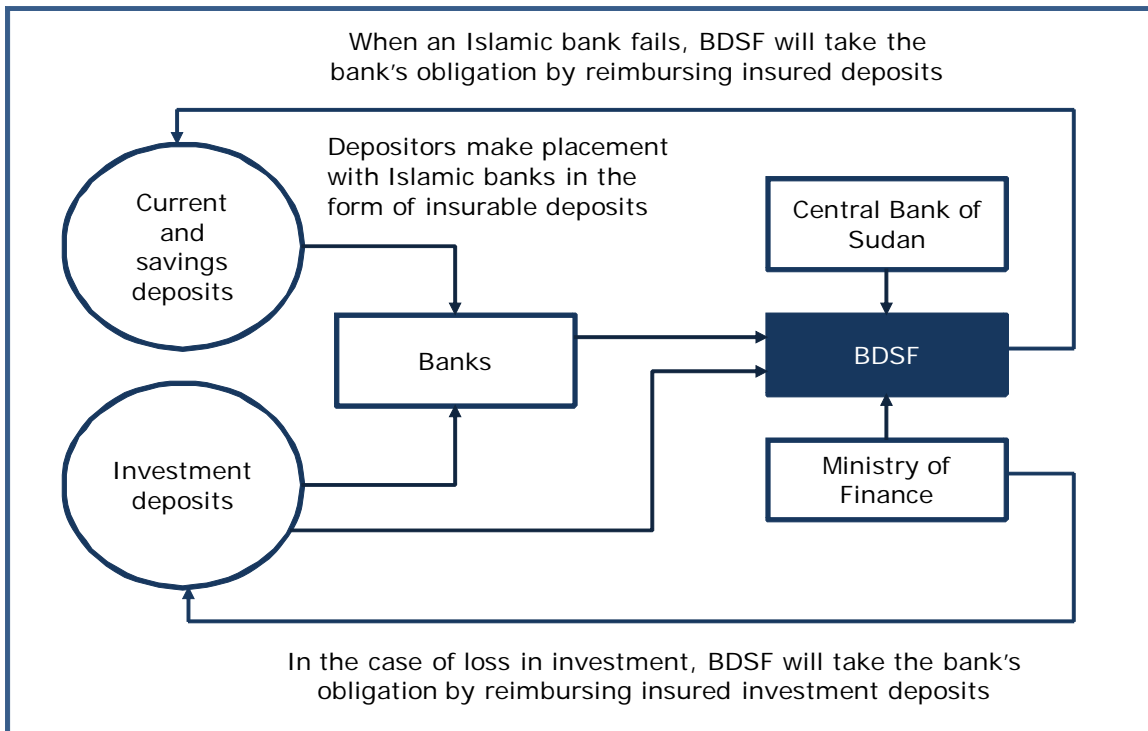 When an Islamic bank fails, BDSF will take the
bank's obligation by reimbursing insured deposits
Depositors make placement
with Islamic banks in the
form of insurable deposits
Current
and
savings
deposits
Central Bank of
Sudan
Banks
BDSF
Investment
deposits
Ministry of
Finance
In the case of loss in investment, BDSF will take the bank's
obligation by reimbursing insured investment deposits